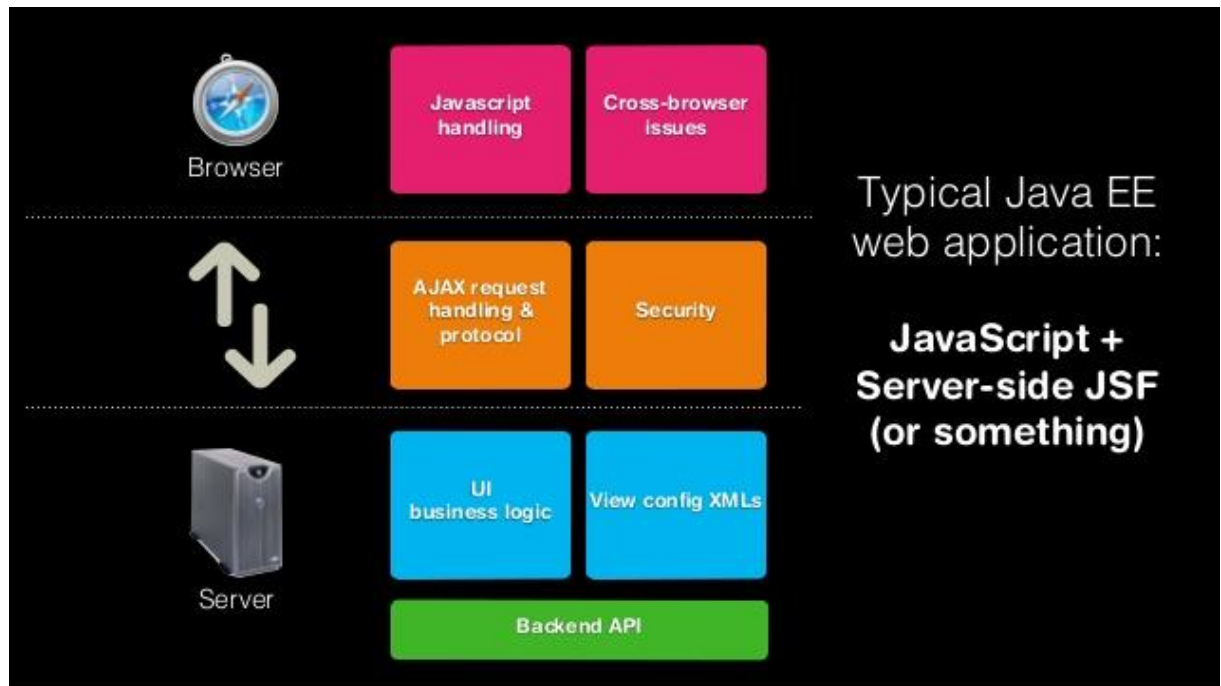 Browser
Javascript
handling
Cross-browser
issues
AJAX request
handling &
protocol
Security
Server
UI
business logic
View config XMLs
Backend API
Typical Java EE
web application:
JavaScript +
Server-side JSF
(or something)